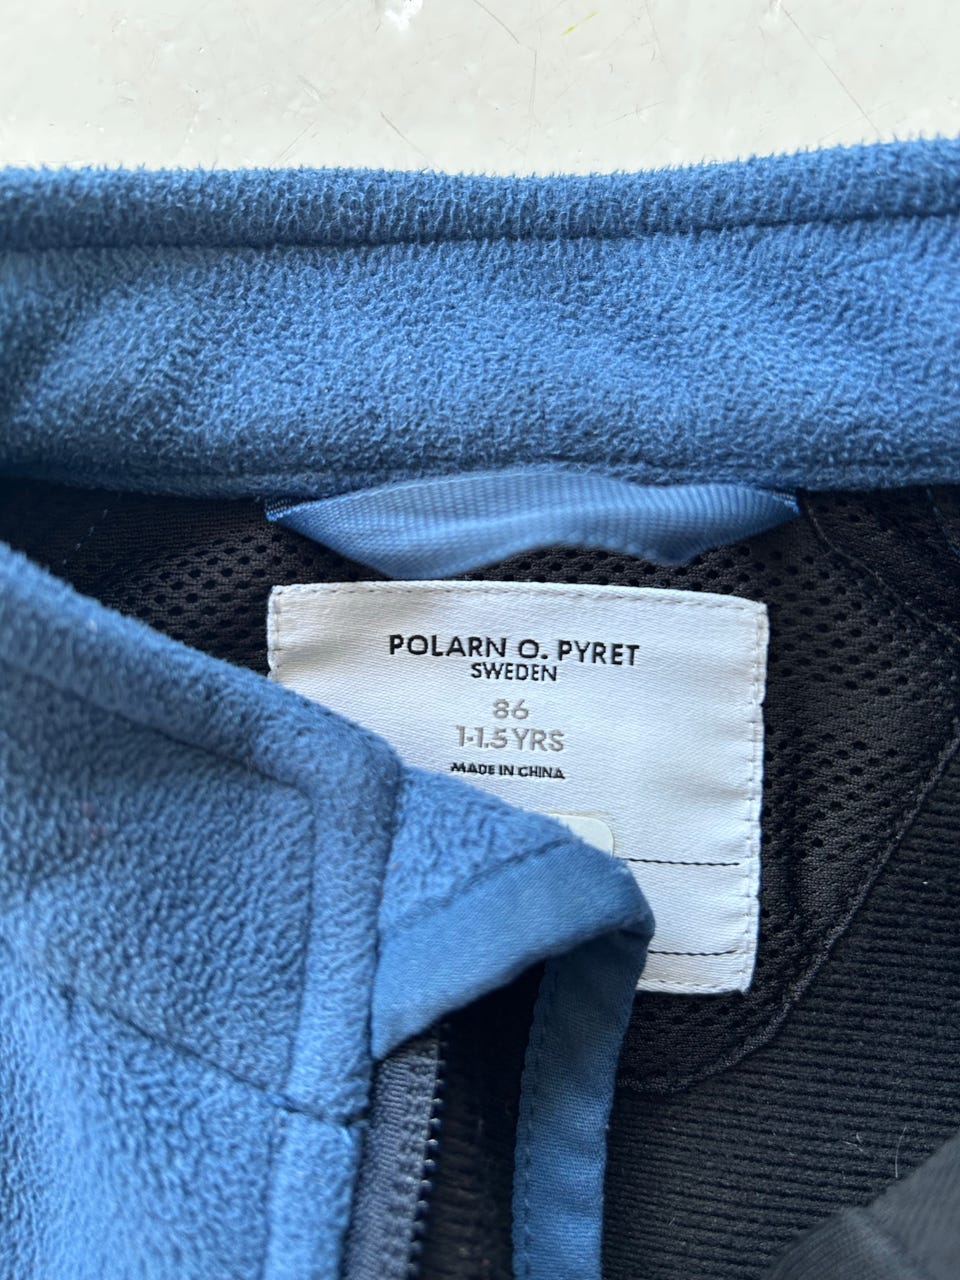 POLARN O. PYRET
SWEDEN
86
1-1.5 YRS
MADE IN CHINA